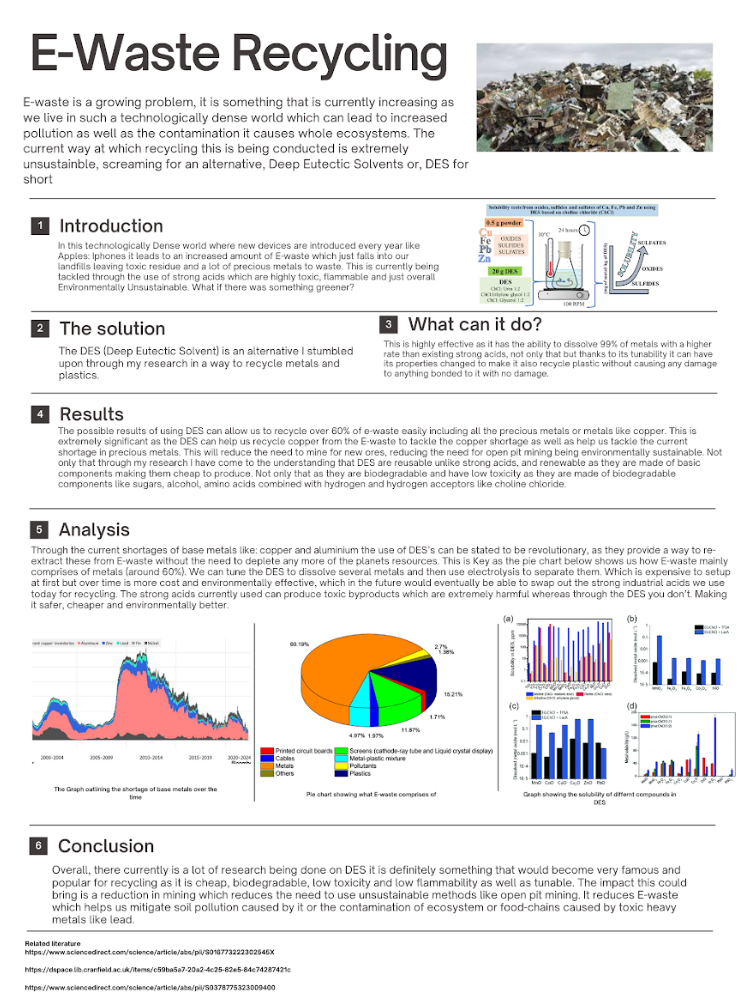 E-Waste Recycling
E-waste is a growing problem, it is something that is currently increasing as
we live in such a technologically dense world which can lead to increased
pollution as well as the contamination it causes whole ecosystems. The
current way at which recycling this is being conducted is extremely
unsustainble, screaming for an alternative, Deep Eutectic Solvents or, DES for
short
1 Introduction
In this technologically Dense world where new devices are introduced every year like
Apples: Iphones it leads to an increased amount of E-waste which just falls into our
landfills leaving toxic residue and a lot of precious metals to waste. This is currently being
tackled through the use of strong acids which are highly toxic, flammable and just overall
Environmentally Unsustainable. What if there was something greener?
Solubility tests from oxides, sulfides and sulfates of Cu, Fe, Pb and Zn using
DES based on choline chloride (ChCl)
0.5 g powder
Cu
Fe
Pb
Zn
OXIDES
SULFIDES
SULFATES
20 g DES
DES
ChCl: Urea 1:2
ChCl:Ethylene glycol 1:2
ChCl: Glycerol 1:2
24 hours
30°C
100 RPM
SOLUBILITY
SULFATES
OXIDES
SULFIDES
2 The solution
The DES (Deep Eutectic Solvent) is an alternative I stumbled
upon through my research in a way to recycle metals and
plastics.
3 What can it do?
This is highly effective as it has the ability to dissolve 99% of metals with a higher
rate than existing strong acids, not only that but thanks to its tunability it can have
its properties changed to make it also recycle plastic without causing any damage
to anything bonded to it with no damage.
4 Results
The possible results of using DES can allow us to recycle over 60% of e-waste easily including all the precious metals or metals like copper. This is
extremely significant as the DES can help us recycle copper from the E-waste to tackle the copper shortage as well as help us tackle the current
shortage in precious metals. This will reduce the need to mine for new ores, reducing the need for open pit mining being environmentally sustainable. Not
only that through my research I have come to the understanding that DES are reusable unlike strong acids, and renewable as they are made of basic
components making them cheap to produce. Not only that as they are biodegradable and have low toxicity as they are made of biodegradable
components like sugars, alcohol, amino acids combined with hydrogen and hydrogen acceptors like choline chloride.
5 Analysis
Through the current shortages of base metals like: copper and aluminium the use of DES's can be stated to be revolutionary, as they provide a way to re-
extract these from E-waste without the need to deplete any more of the planets resources. This is Key as the pie chart below shows us how E-waste mainly
comprises of metals (around 60%). We can tune the DES to dissolve several metals and then use electrolysis to separate them. Which is expensive to setup
at first but over time is more cost and environmentally effective, which in the future would eventually be able to swap out the strong industrial acids we use
today for recycling. The strong acids currently used can produce toxic byproducts which are extremely harmful whereas through the DES you don't. Making
it safer, cheaper and environmentally better.
Aluminum Zinc Lead Tin Nickel
2000-2004 2005-2009 2010-2014 2015-2019 2020-2024
The Graph outlining the shortage of base metals over the
time
60.19%
2.7%
1.36%
15.21%
1.71%
11.87%
1.97%
4.97%
Printed circuit boards
Cables
Metals
Others
Screens (cathode-ray tube and Liquid crystal display)
Metal-plastic mixture
Pollutants
Plastics
Pie chart showing what E-waste comprises of
(a)
Solubility in DES, ppm
(b)
(c)
(d)
Graph showing the solubility of differnt compounds in
DES
6 Conclusion
Overall, there currently is a lot of research being done on DES it is definitely something that would become very famous and
popular for recycling as it is cheap, biodegradable, low toxicity and low flammability as well as tunable. The impact this could
bring is a reduction in mining which reduces the need to use unsustainable methods like open pit mining. It reduces E-waste
which helps us mitigate soil pollution caused by it or the contamination of ecosystem or food-chains caused by toxic heavy
metals like lead.
Related literature
https://www.sciencedirect.com/science/article/abs/pii/S016773222302545X
https://dspace.lib.cranfield.ac.uk/items/c59ba5a7-20a2-4c25-82e5-84c74287421c
https://www.sciencedirect.com/science/article/abs/pii/S0378775323009400